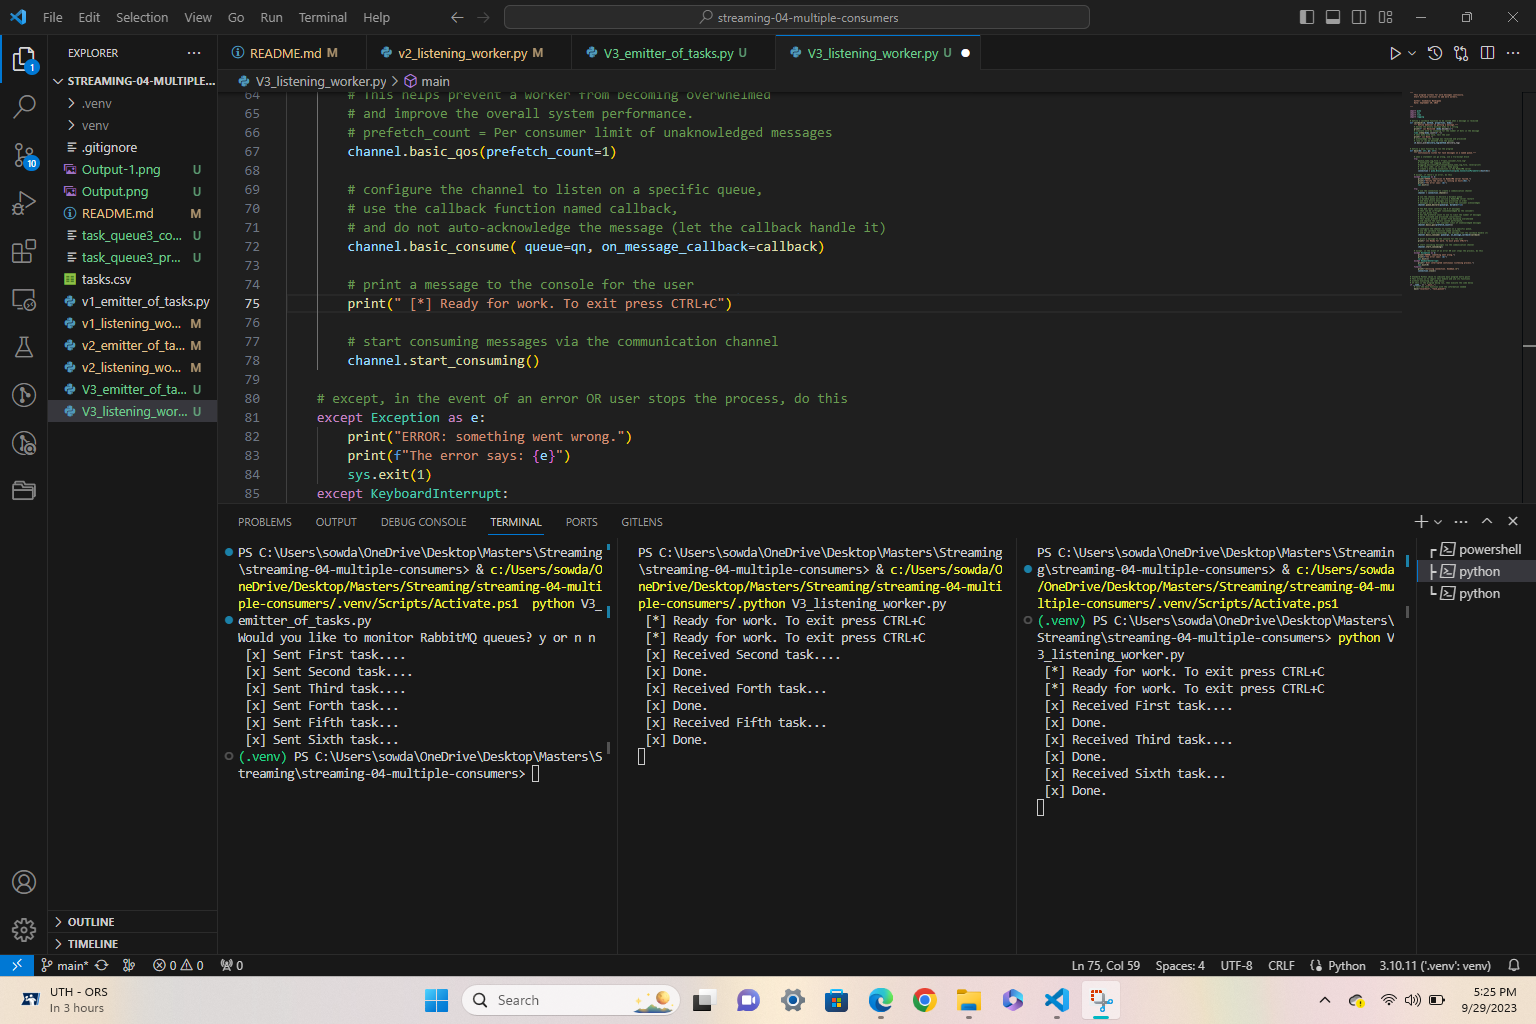 File Edit Selection View Go Run Terminal Help
streaming-04-multiple-consumers
EXPLORER
README.md M
v2_listening_worker.py M
V3_emitter_of_tasks.py U
V3_listening_worker.py U
STREAMING-04-MULTIPLE...
.venv
venv
.gitignore
Output-1.png U
Output.png U
README.md M
task_queue3_co... U
task_queue3_pr... U
tasks.csv
v1_emitter_of_tasks.py
v1_listening_wo... M
v2_emitter_of_ta... M
v2_listening_wo... M
V3_emitter_of_ta... U
V3_listening_wor... U
OUTLINE
TIMELINE
V3_listening_worker.py > main
64 # This helps prevent a worker from becoming overwhelmed
65 # and improve the overall system performance.
66 # prefetch_count = Per consumer limit of unaknowledged messages
67 channel.basic_qos(prefetch_count=1)
68
69 # configure the channel to listen on a specific queue,
70 # use the callback function named callback,
71 # and do not auto-acknowledge the message (let the callback handle it)
72 channel.basic_consume( queue=qn, on_message_callback=callback)
73
74 # print a message to the console for the user
75 print(" [*] Ready for work. To exit press CTRL+C")
76
77 # start consuming messages via the communication channel
78 channel.start_consuming()
79
80 # except, in the event of an error OR user stops the process, do this
81 except Exception as e:
82 print("ERROR: something went wrong.")
83 print(f"The error says: {e}")
84 sys.exit(1)
85 except KeyboardInterrupt:
PROBLEMS OUTPUT DEBUG CONSOLE TERMINAL PORTS GITLENS
PS C:\Users\sowda\OneDrive\Desktop\Masters\Streaming
\streaming-04-multiple-consumers> & c:/Users/sowda/O
neDrive/Desktop/Masters/Streaming/streaming-04-multi
ple-consumers/.venv/Scripts/Activate.ps1 python V3_
emitter_of_tasks.py
Would you like to monitor RabbitMQ queues? y or n n
[x] Sent First task....
[x] Sent Second task....
[x] Sent Third task....
[x] Sent Forth task...
[x] Sent Fifth task...
[x] Sent Sixth task...
(.venv) PS C:\Users\sowda\OneDrive\Desktop\Masters\S
treaming\streaming-04-multiple-consumers>
PS C:\Users\sowda\OneDrive\Desktop\Masters\Streaming
\streaming-04-multiple-consumers> & c:/Users/sowda/O
neDrive/Desktop/Masters/Streaming/streaming-04-multi
ple-consumers/.python V3_listening_worker.py
[*] Ready for work. To exit press CTRL+C
[*] Ready for work. To exit press CTRL+C
[x] Received Second task....
[x] Done.
[x] Received Forth task...
[x] Done.
[x] Received Fifth task...
[x] Done.
PS C:\Users\sowda\OneDrive\Desktop\Masters\Streamin
g\streaming-04-multiple-consumers> & c:/Users/sowda
/OneDrive/Desktop/Masters/Streaming/streaming-04-mu
ltiple-consumers/.venv/Scripts/Activate.ps1
(.venv) PS C:\Users\sowda\OneDrive\Desktop\Masters\
Streaming\streaming-04-multiple-consumers> python V
3_listening_worker.py
[*] Ready for work. To exit press CTRL+C
[*] Ready for work. To exit press CTRL+C
[x] Received First task....
[x] Done.
[x] Received Third task....
[x] Done.
[x] Received Sixth task...
[x] Done.
powershell
python
python
1
10
main* 0 0 0
Ln 75, Col 59 Spaces: 4 UTF-8 CRLF Python 3.10.11 ('.venv': venv)
UTH - ORS
In 3 hours
Search
5:25 PM
9/29/2023